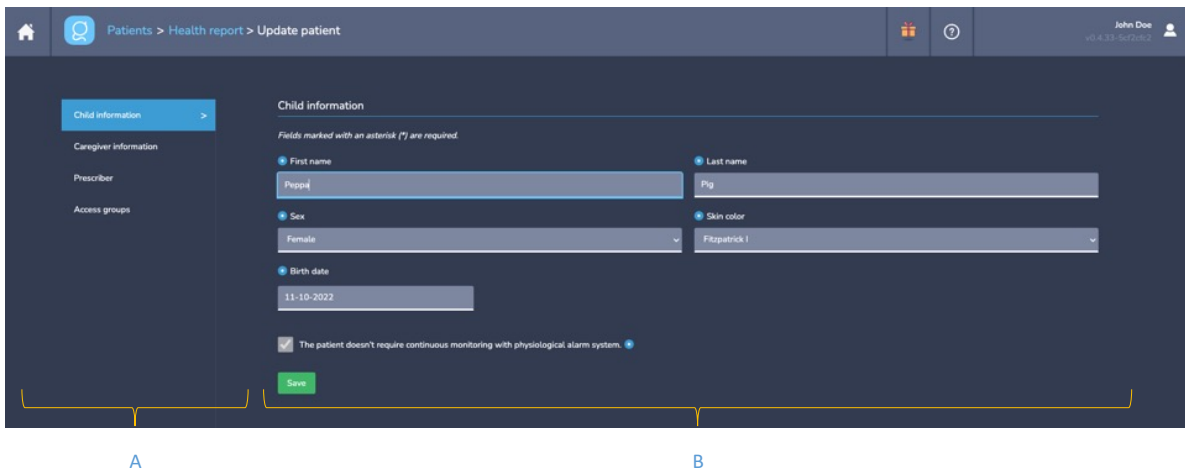 Patients > Health report > Update patient
John Doe
Child information >
Caregiver information
Prescriber
Access groups
Child information
Fields marked with an asterisk (*) are required.
First name
Last name
Peppa
Pig
Sex
Skin color
Female
Fitzpatrick I
Birth date
11-10-2022
The patient doesn't require continuous monitoring with physiological alarm system.
Save
A
B